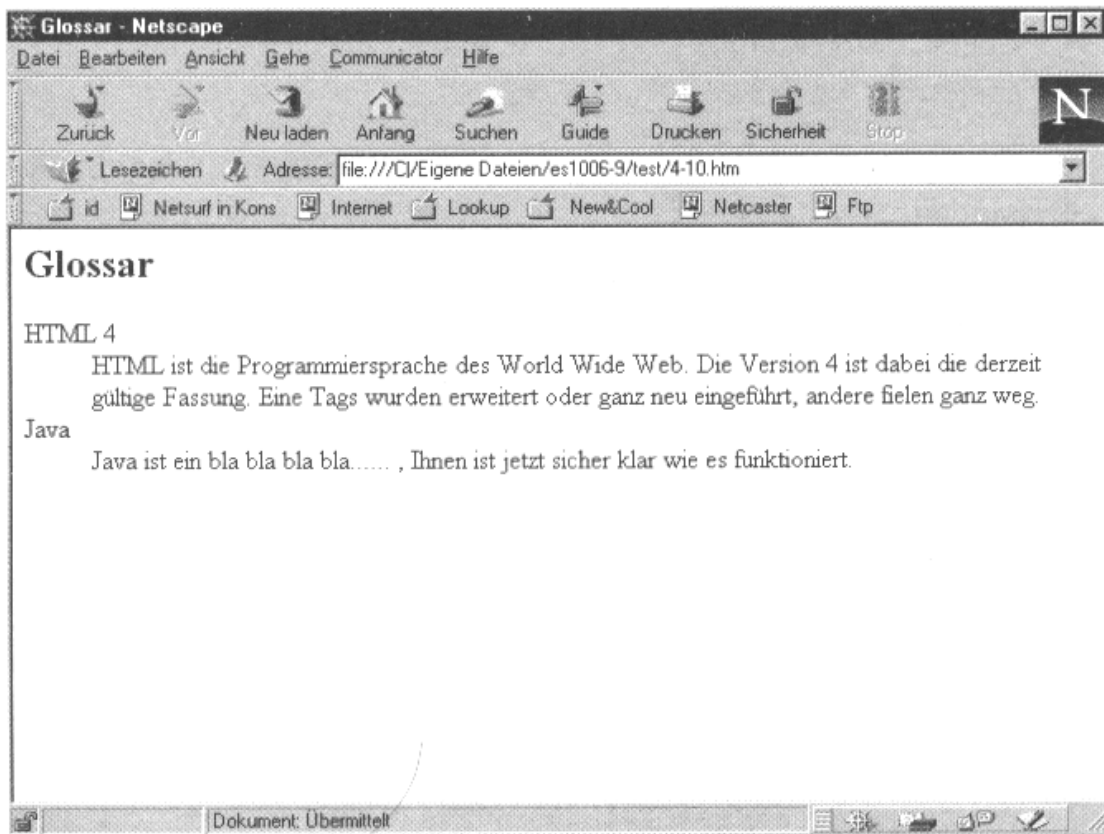 Glossar - Netscape
Datei Bearbeiten Ansicht Gehe Communicator Hilfe
Zurück Vor Neu laden Anfang Suchen Guide Drucken Sicherheit Stop
N
Lesezeichen Adresse: file:///C|/Eigene Dateien/es1006-9/test/4-10.htm
id Netsurf in Kons Internet Lookup New&Cool Netcaster Ftp
Glossar
HTML 4
HTML ist die Programmiersprache des World Wide Web. Die Version 4 ist dabei die derzeit
gültige Fassung. Eine Tags wurden erweitert oder ganz neu eingeführt, andere fielen ganz weg.
Java
Java ist ein bla bla bla bla...... , Ihnen ist jetzt sicher klar wie es funktioniert.
Dokument: Übermittelt